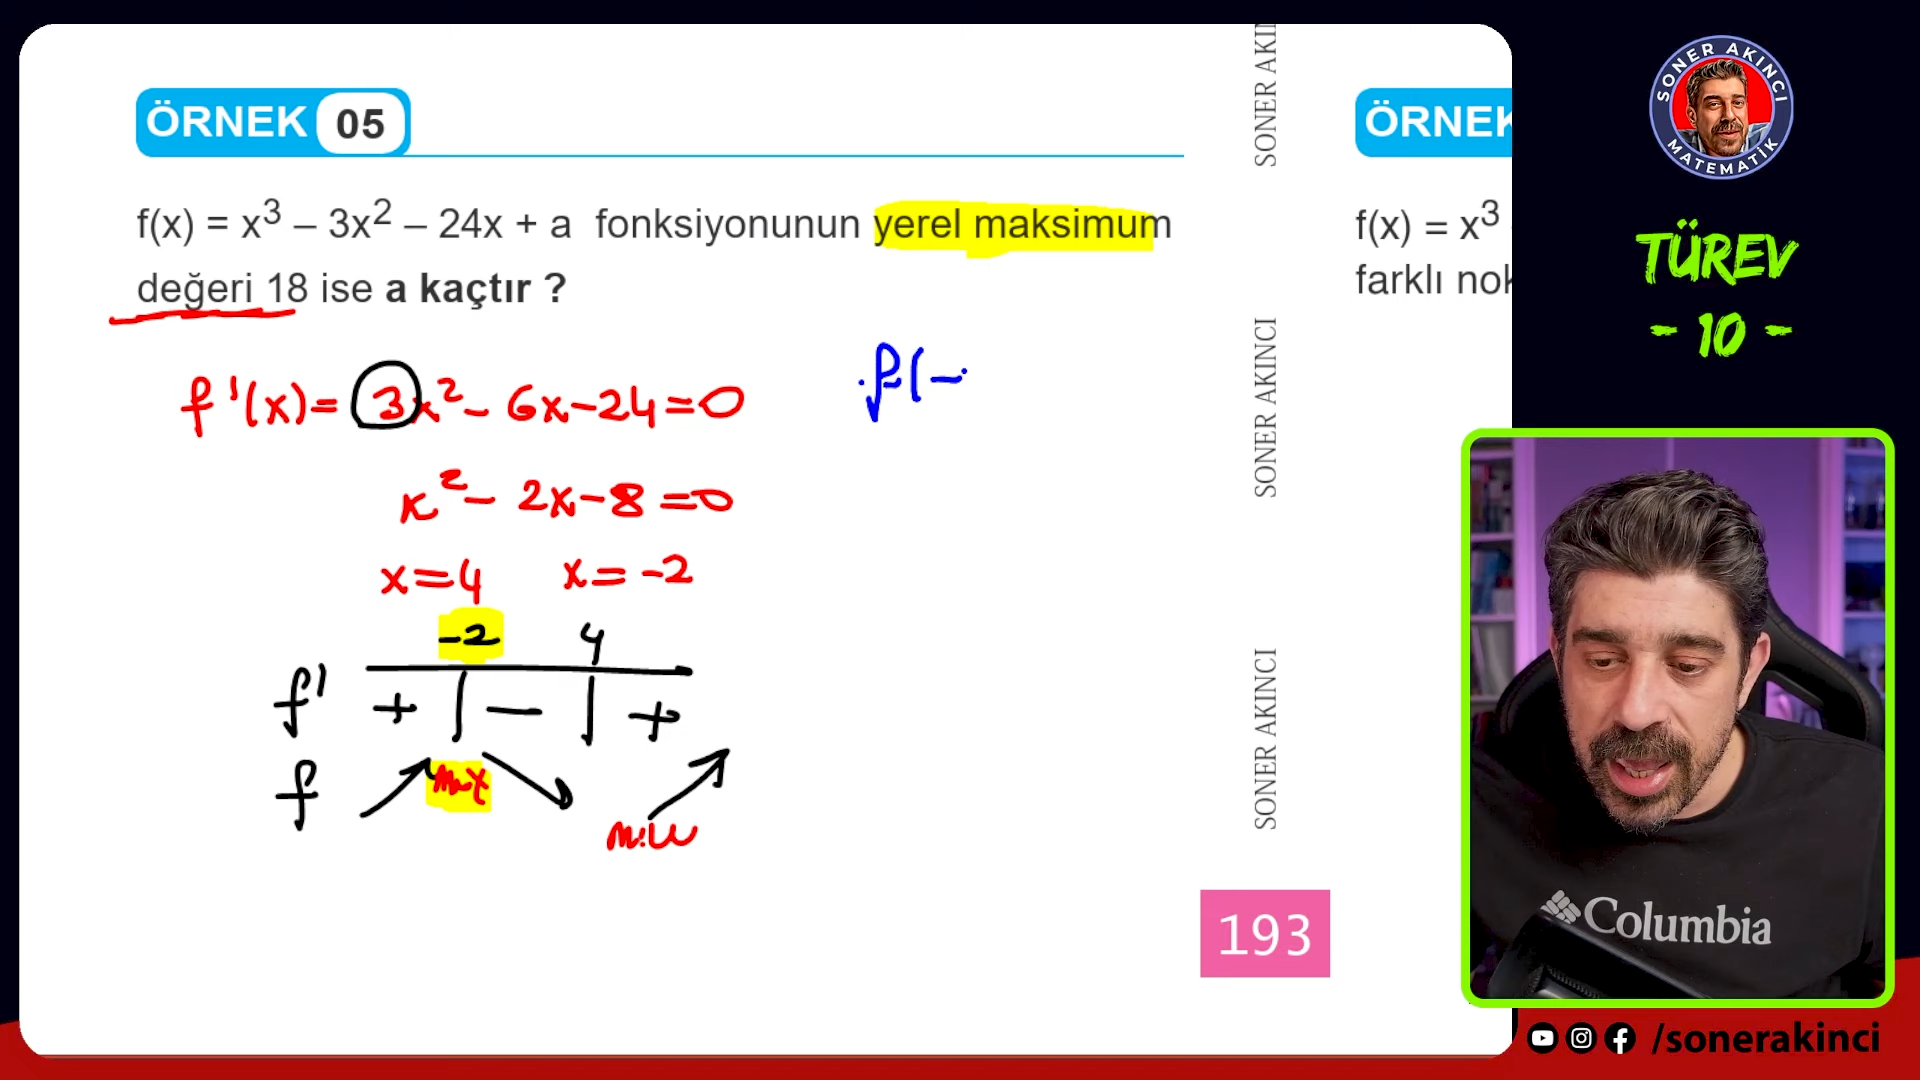 ÖRNEK 05
f(x) = x³ – 3x² – 24x + a fonksiyonunun yerel maksimum
değeri 18 ise a kaçtır ?
f'(x) = 3x² - 6x - 24 = 0
x² - 2x - 8 = 0
x = 4 x = -2
-2 4
f' + - +
f max
min
f(-
SONER AKIN
SONER AKINCI
SONER AKINCI
193
ÖRNEK
f(x) = x³
farklı nok
SONER AKINCI
MATEMATİK
TÜREV
- 10 -
Columbia
/sonerakinci